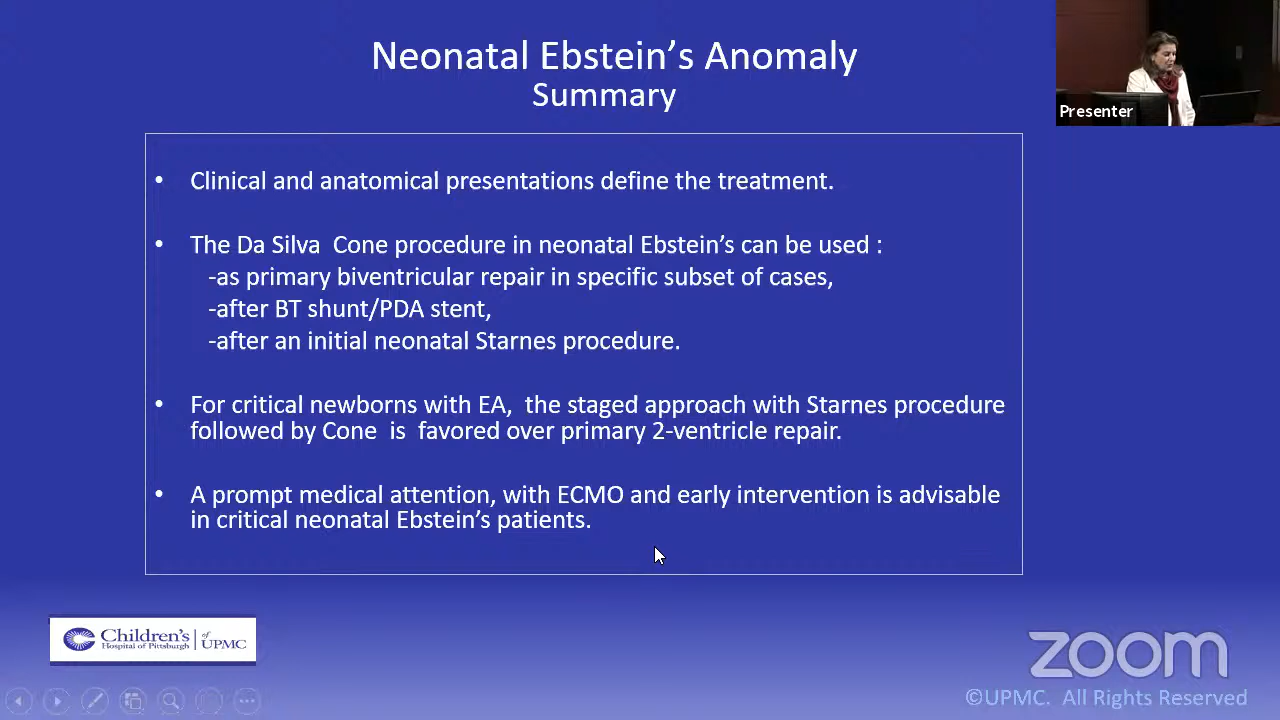 Neonatal Ebstein's Anomaly
Summary
Presenter
• Clinical and anatomical presentations define the treatment.
• The Da Silva Cone procedure in neonatal Ebstein's can be used :
-as primary biventricular repair in specific subset of cases,
-after BT shunt/PDA stent,
-after an initial neonatal Starnes procedure.
• For critical newborns with EA, the staged approach with Starnes procedure
followed by Cone is favored over primary 2-ventricle repair.
• A prompt medical attention, with ECMO and early intervention is advisable
in critical neonatal Ebstein's patients.
Children's
Hospital of Pittsburgh
of
UPMC
zoom
©UPMC. All Rights Reserved